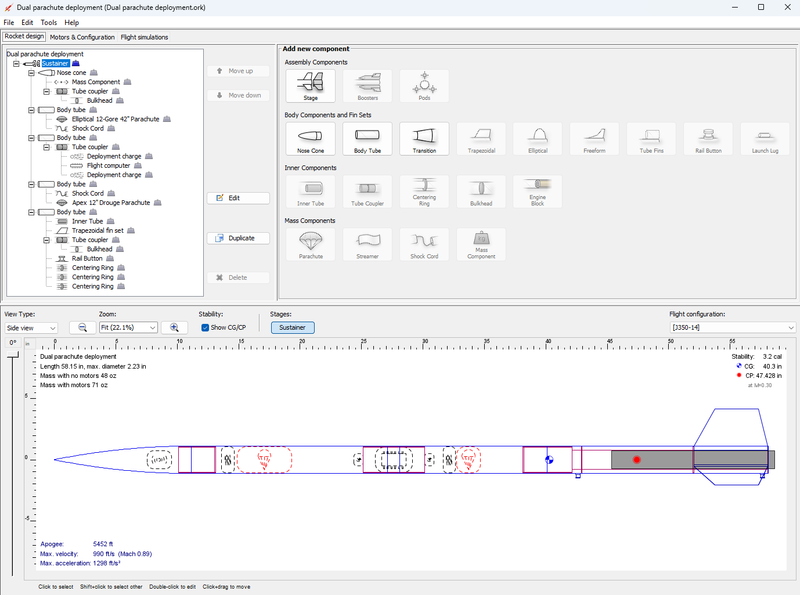 Dual parachute deployment (Dual parachute deployment.ork)
File Edit Tools Help
Rocket design Motors & Configuration Flight simulations
Dual parachute deployment
Sustainer
Nose cone
Mass Component
Tube coupler
Bulkhead
Body tube
Elliptical 12-Gore 42" Parachute
Shock Cord
Body tube
Tube coupler
Deployment charge
Flight computer
Deployment charge
Body tube
Shock Cord
Apex 12" Drouge Parachute
Body tube
Inner Tube
Trapezoidal fin set
Tube coupler
Bulkhead
Rail Button
Centering Ring
Centering Ring
Centering Ring
Move up
Move down
Edit
Duplicate
Delete
Add new component
Assembly Components
Stage Boosters Pods
Body Components and Fin Sets
Nose Cone Body Tube Transition Trapezoidal Elliptical Freeform Tube Fins Rail Button Launch Lug
Inner Components
Inner Tube Tube Coupler Centering Ring Bulkhead Engine Block
Mass Components
Parachute Streamer Shock Cord Mass Component
View Type: Zoom: Stability: Stages: Flight configuration:
Side view Fit (22.1%) Show CG/CP Sustainer [J350-14]
0° in 0 5 10 15 20 25 30 35 40 45 50 55
Dual parachute deployment
Length 58.15 in, max. diameter 2.23 in
Mass with no motors 48 oz
Mass with motors 71 oz
Stability: 3.2 cal
CG: 40.3 in
CP: 47.428 in
at M=0.30
5
0
-5
Apogee: 5452 ft
Max. velocity: 990 ft/s (Mach 0.89)
Max. acceleration: 1298 ft/s²
Click to select Shift+click to select other Double-click to edit Click+drag to move